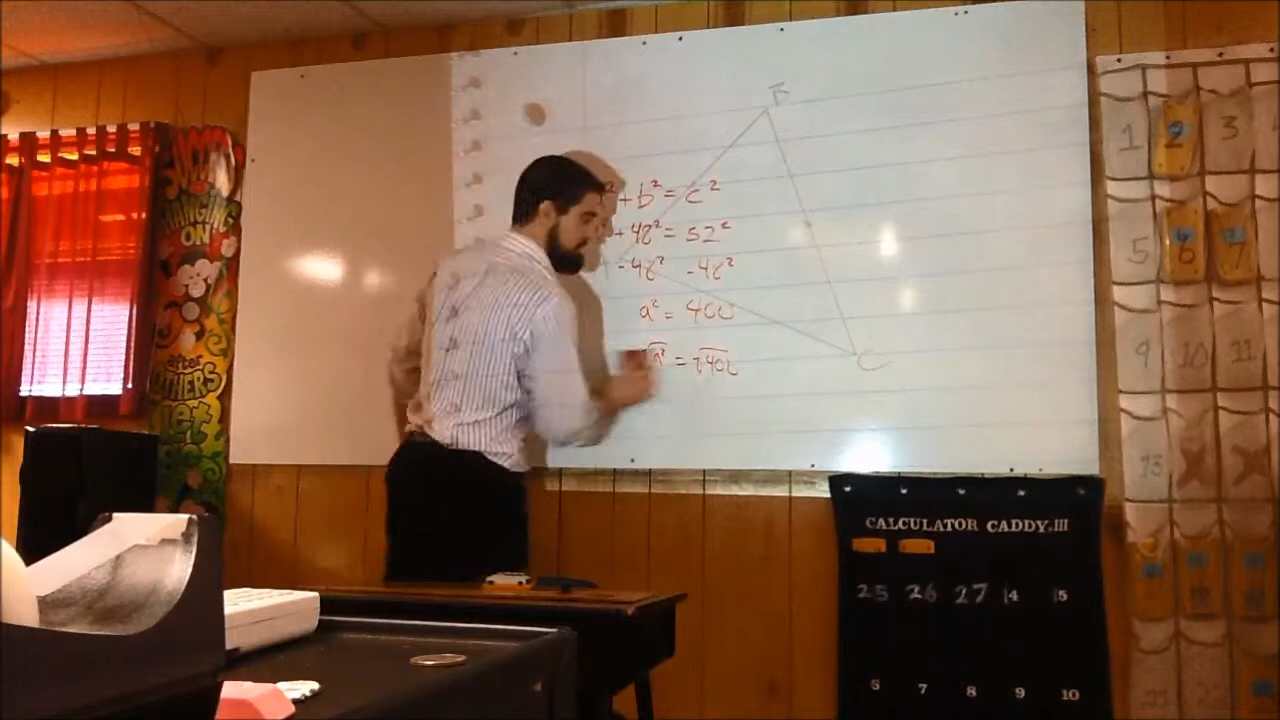 B
² + b² = c²
+ 48² = 52²
- 48² - 48²
a² = 400
√a² = √400
C
SUCCESS
HANGING
ON
after
OTHERS
Let
1 2 3
5 6 7
9 10 11
13
CALCULATOR CADDY III
25 26 27 14 15
6 7 8 9 10